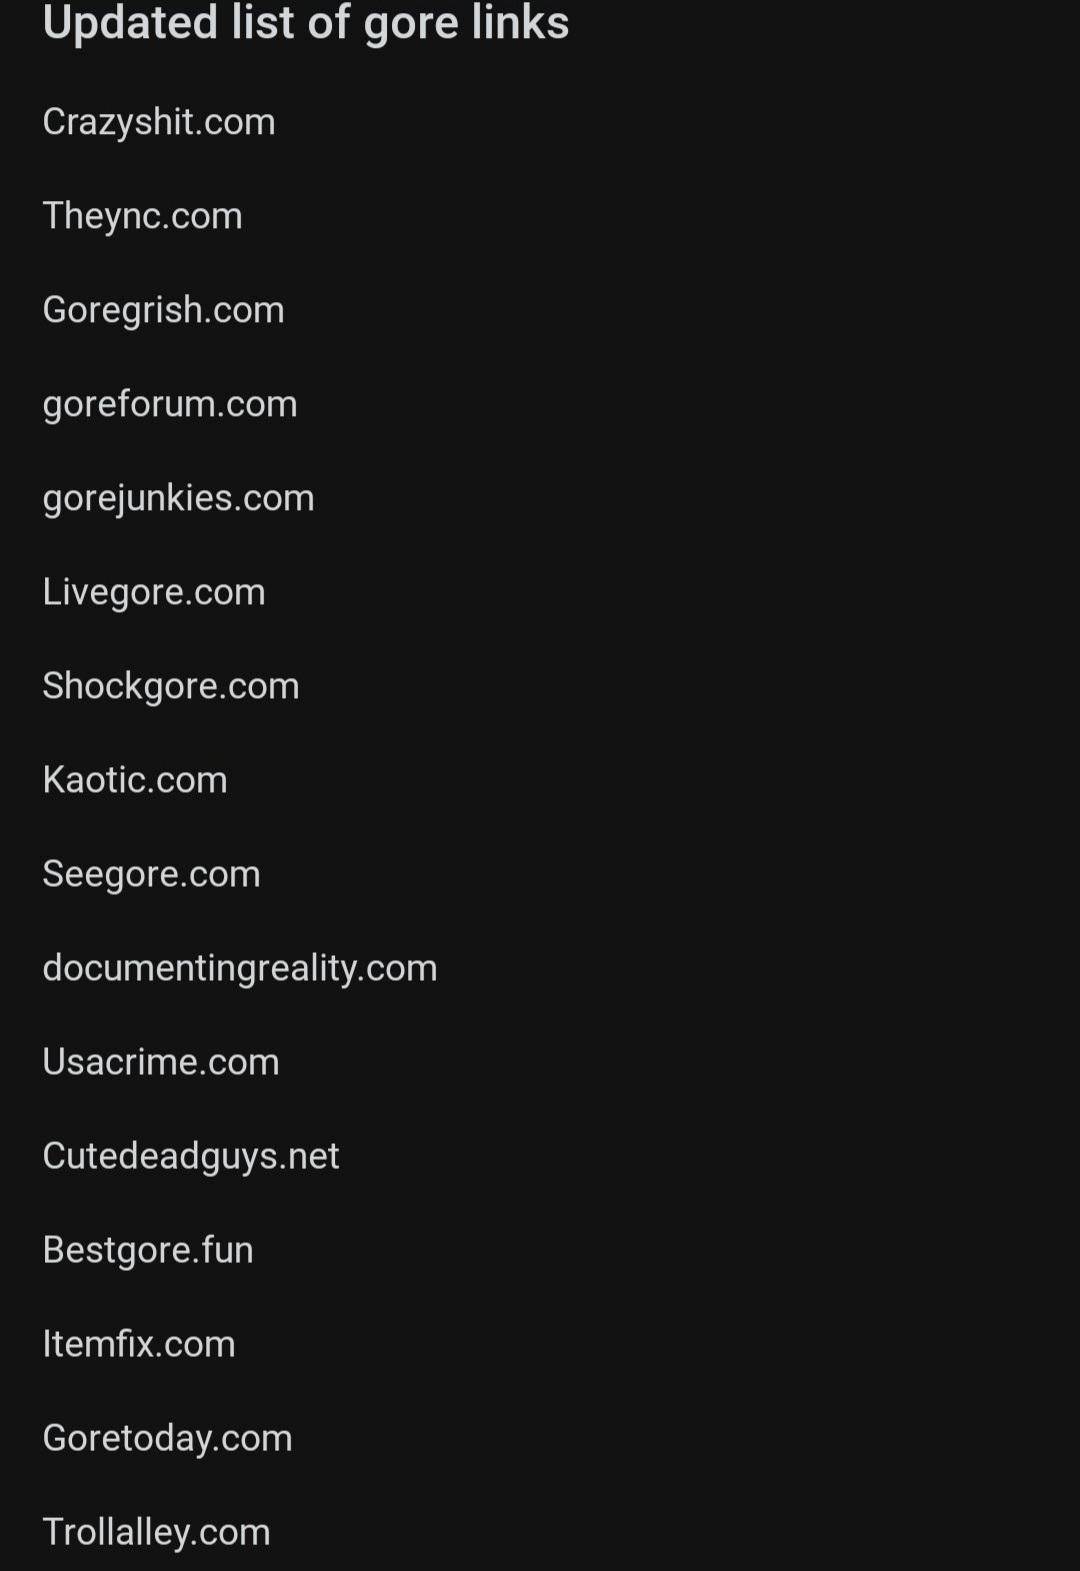 Updated list of gore links
Crazyshit.com
Theync.com
Goregrish.com
goreforum.com
gorejunkies.com
Livegore.com
Shockgore.com
Kaotic.com
Seegore.com
documentingreality.com
Usacrime.com
Cutedeadguys.net
Bestgore.fun
Itemfix.com
Goretoday.com
Trollalley.com